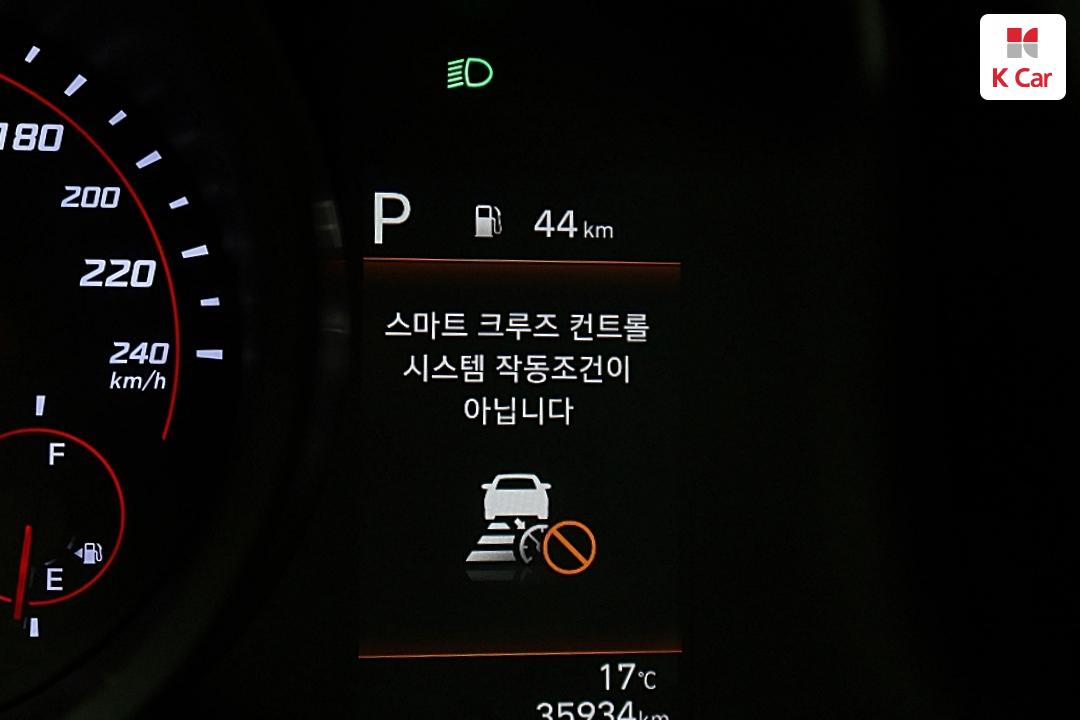 K Car
180
200
220
240
km/h
F
E
P 44 km
스마트 크루즈 컨트롤
시스템 작동조건이
아닙니다
17℃
35934km